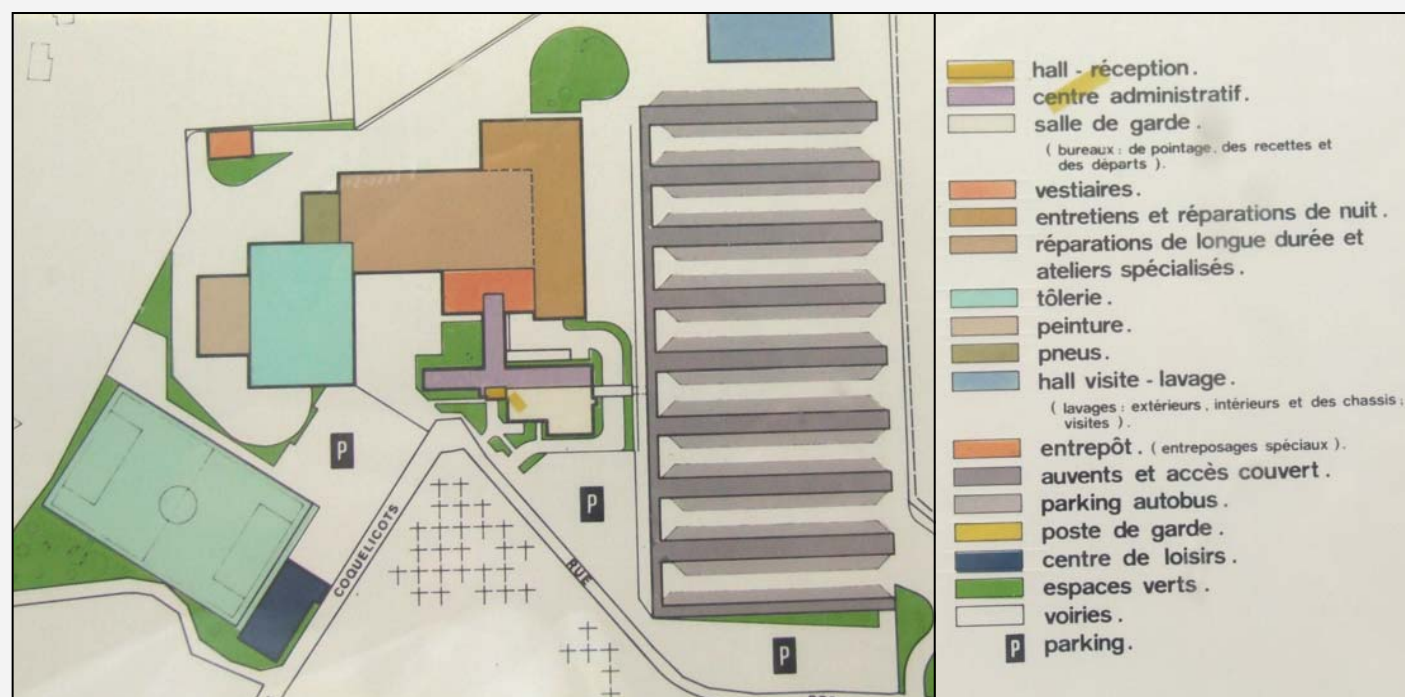 P
COQUELICOTS
RUE
P
P
hall - réception.
centre administratif.
salle de garde.
( bureaux: de pointage, des recettes et
des départs ).
vestiaires.
entretiens et réparations de nuit.
réparations de longue durée et
ateliers spécialisés.
tôlerie.
peinture.
pneus.
hall visite - lavage.
( lavages: extérieurs, intérieurs et des chassis;
visites ).
entrepôt. ( entreposages spéciaux ).
auvents et accès couvert.
parking autobus.
poste de garde.
centre de loisirs.
espaces verts.
voiries.
P parking.